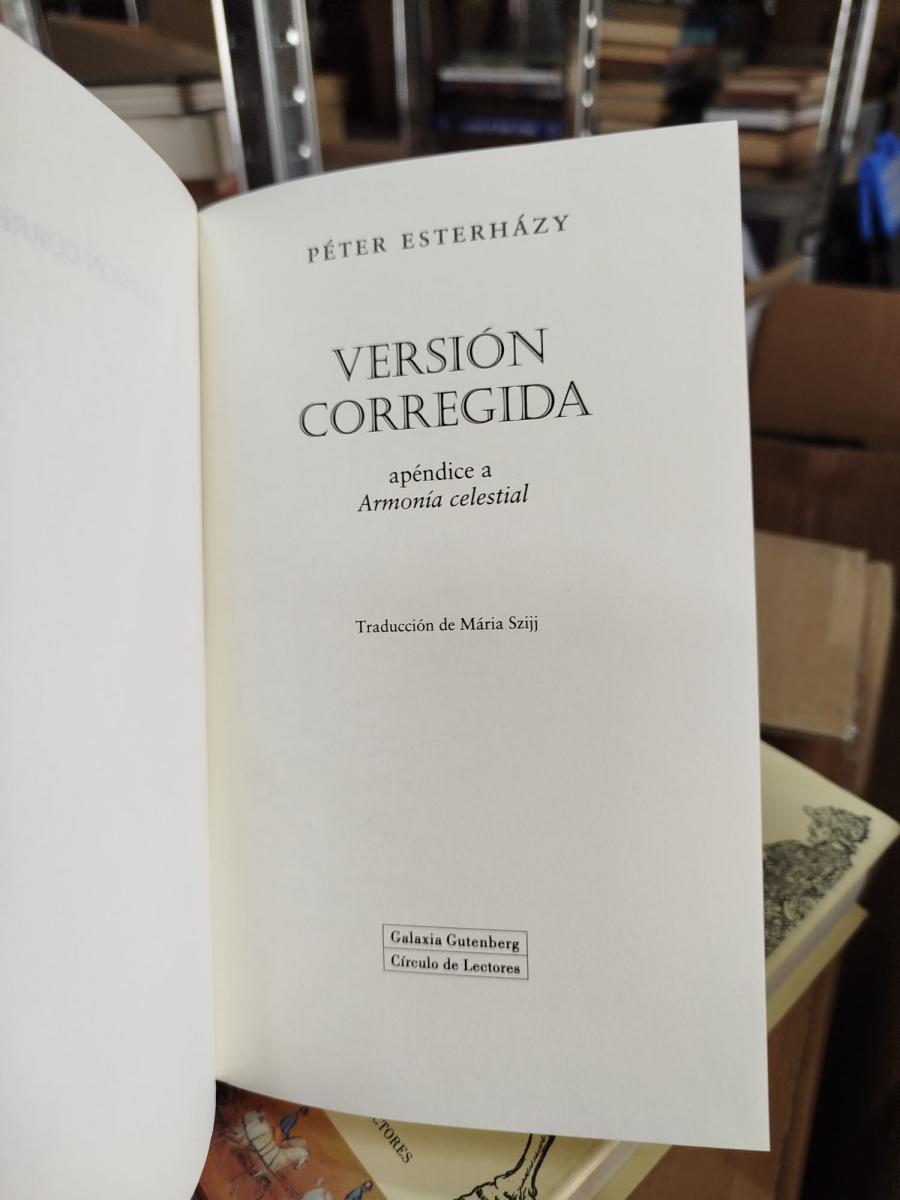 PÉTER ESTERHÁZY
VERSIÓN
CORREGIDA
apéndice a
Armonía celestial
Traducción de Mária Szijj
Galaxia Gutenberg
Círculo de Lectores